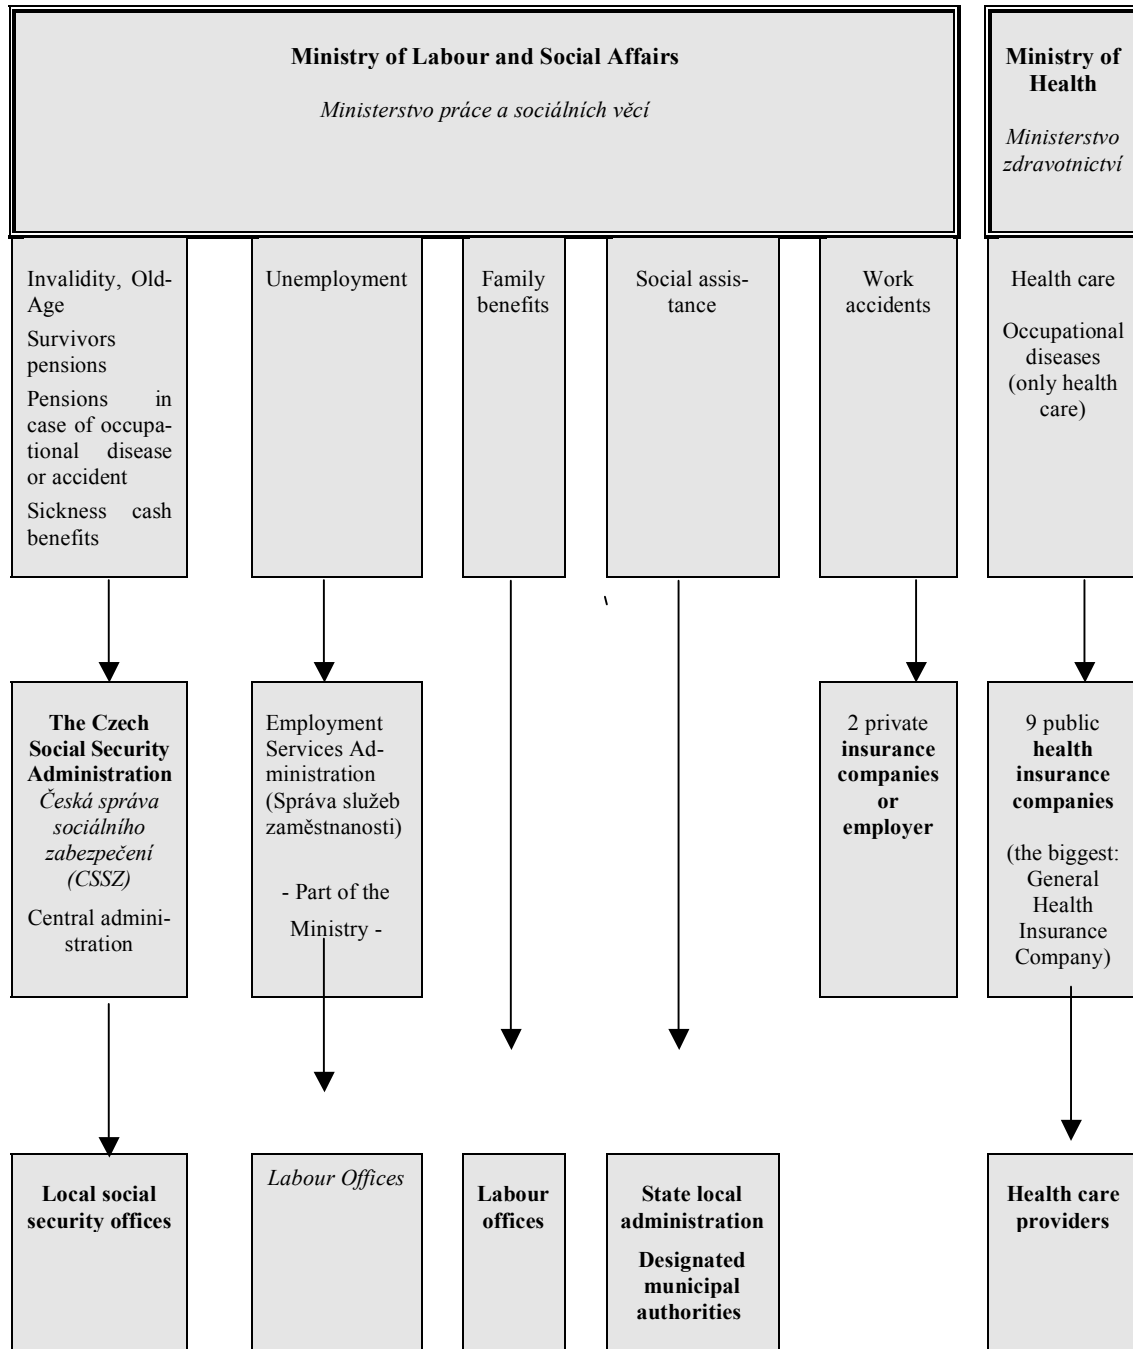 Ministry of Labour and Social Affairs
Ministerstvo práce a sociálních věcí
Ministry of
Health
Ministerstvo
zdravotnictví
Invalidity, Old-
Age
Survivors
pensions
Pensions in
case of occupa-
tional disease
or accident
Sickness cash
benefits
Unemployment
Family
benefits
Social assis-
tance
Work
accidents
Health care
Occupational
diseases
(only health
care)
The Czech
Social Security
Administration
Česká správa
sociálního
zabezpečení
(CSSZ)
Central admini-
stration
Employment
Services Ad-
ministration
(Správa služeb
zaměstnanosti)
- Part of the
Ministry -
2 private
insurance
companies
or
employer
9 public
health
insurance
companies
(the biggest:
General
Health
Insurance
Company)
Local social
security offices
Labour Offices
Labour
offices
State local
administration
Designated
municipal
authorities
Health care
providers